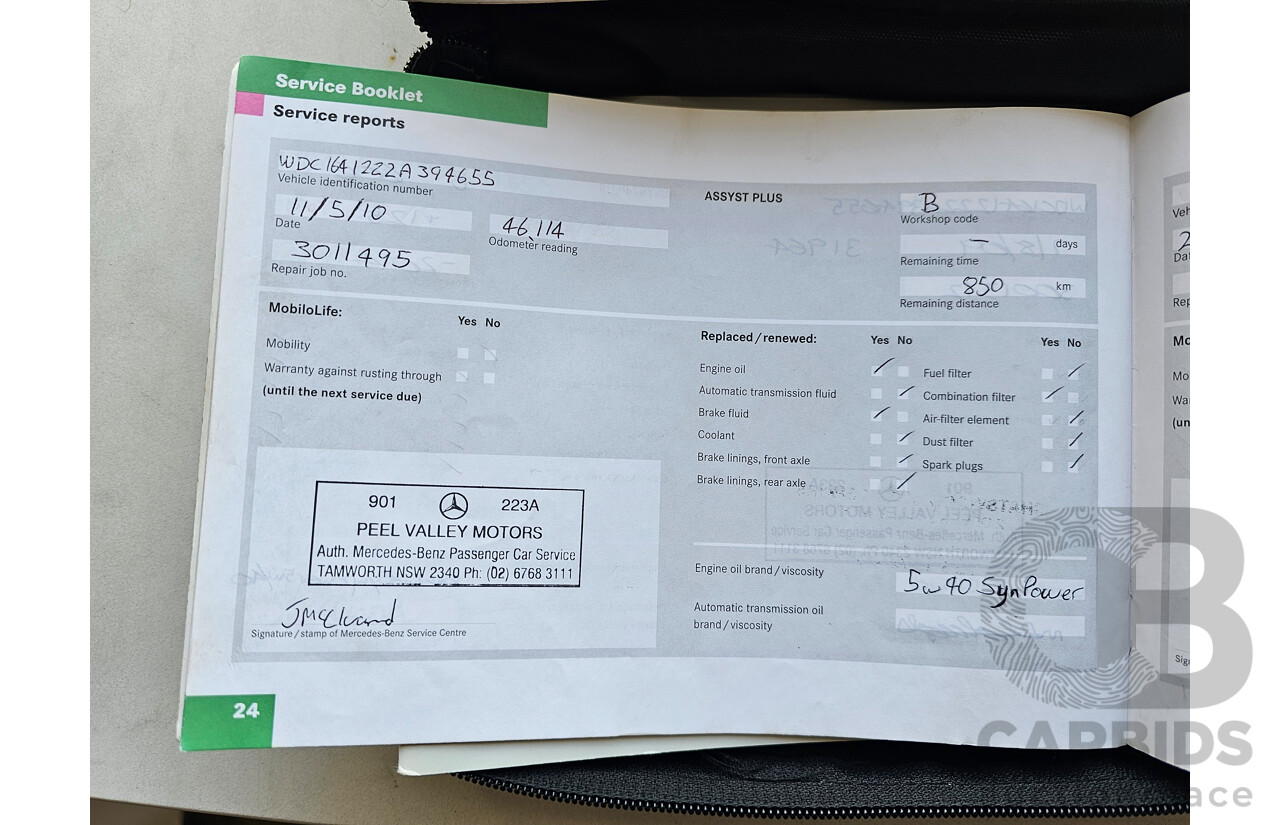 Service Booklet
Service reports
WDC1641222A394655
Vehicle identification number
11/5/10
Date
46,114
Odometer reading
3011495
Repair job no.
ASSYST PLUS
B
Workshop code
— days
Remaining time
850 km
Remaining distance
MobiloLife:
Yes No
Mobility
Warranty against rusting through
(until the next service due)
Replaced / renewed:
Yes No
Yes No
Engine oil
Fuel filter
Automatic transmission fluid
Combination filter
Brake fluid
Air-filter element
Coolant
Dust filter
Brake linings, front axle
Spark plugs
Brake linings, rear axle
901 223A
PEEL VALLEY MOTORS
Auth. Mercedes-Benz Passenger Car Service
TAMWORTH NSW 2340 Ph: (02) 6768 3111
Signature / stamp of Mercedes-Benz Service Centre
Engine oil brand / viscosity
5w40 SynPower
Automatic transmission oil
brand / viscosity
24
CARBIDS